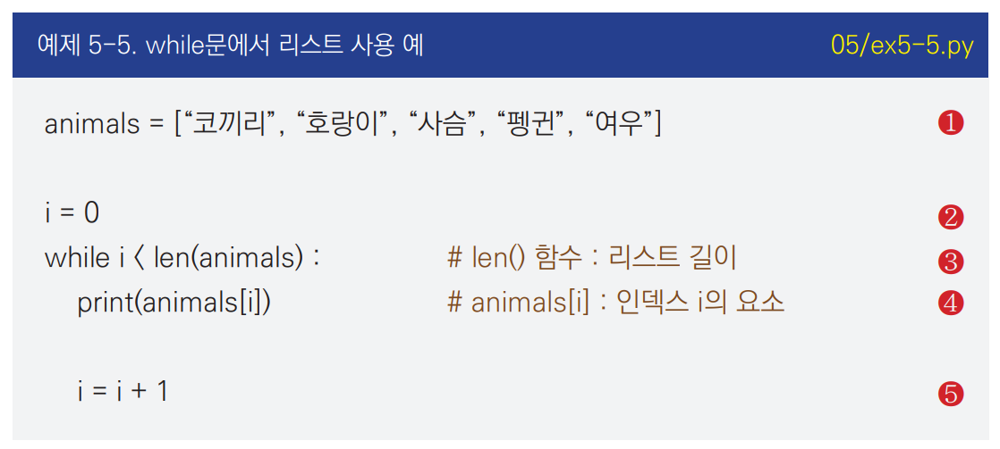 예제 5-5. while문에서 리스트 사용 예 05/ex5-5.py
animals = [“코끼리”, “호랑이”, “사슴”, “펭귄”, “여우”] ❶
i = 0 ❷
while i < len(animals) : # len() 함수 : 리스트 길이 ❸
print(animals[i]) # animals[i] : 인덱스 i의 요소 ❹
i = i + 1 ❺